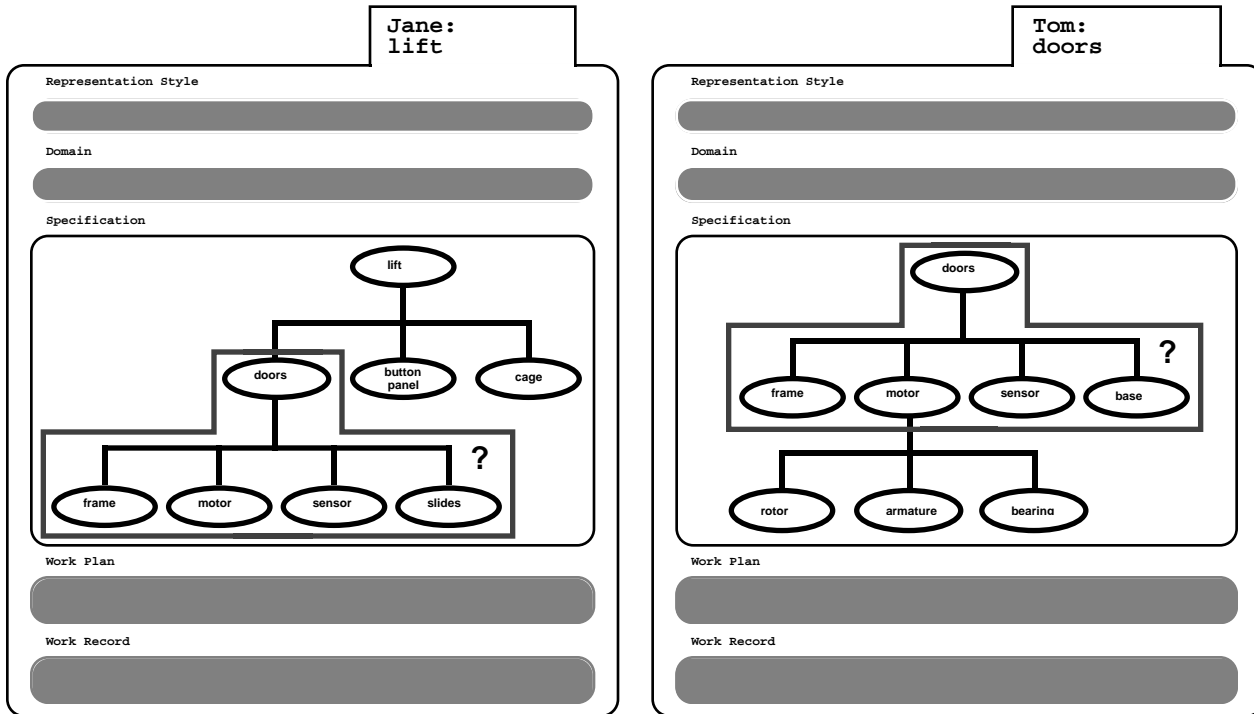 Jane:
lift
Representation Style
Domain
Specification
lift
doors
button
panel
cage
?
frame
motor
sensor
slides
Work Plan
Work Record
Tom:
doors
Representation Style
Domain
Specification
doors
?
frame
motor
sensor
base
rotor
armature
bearing
Work Plan
Work Record